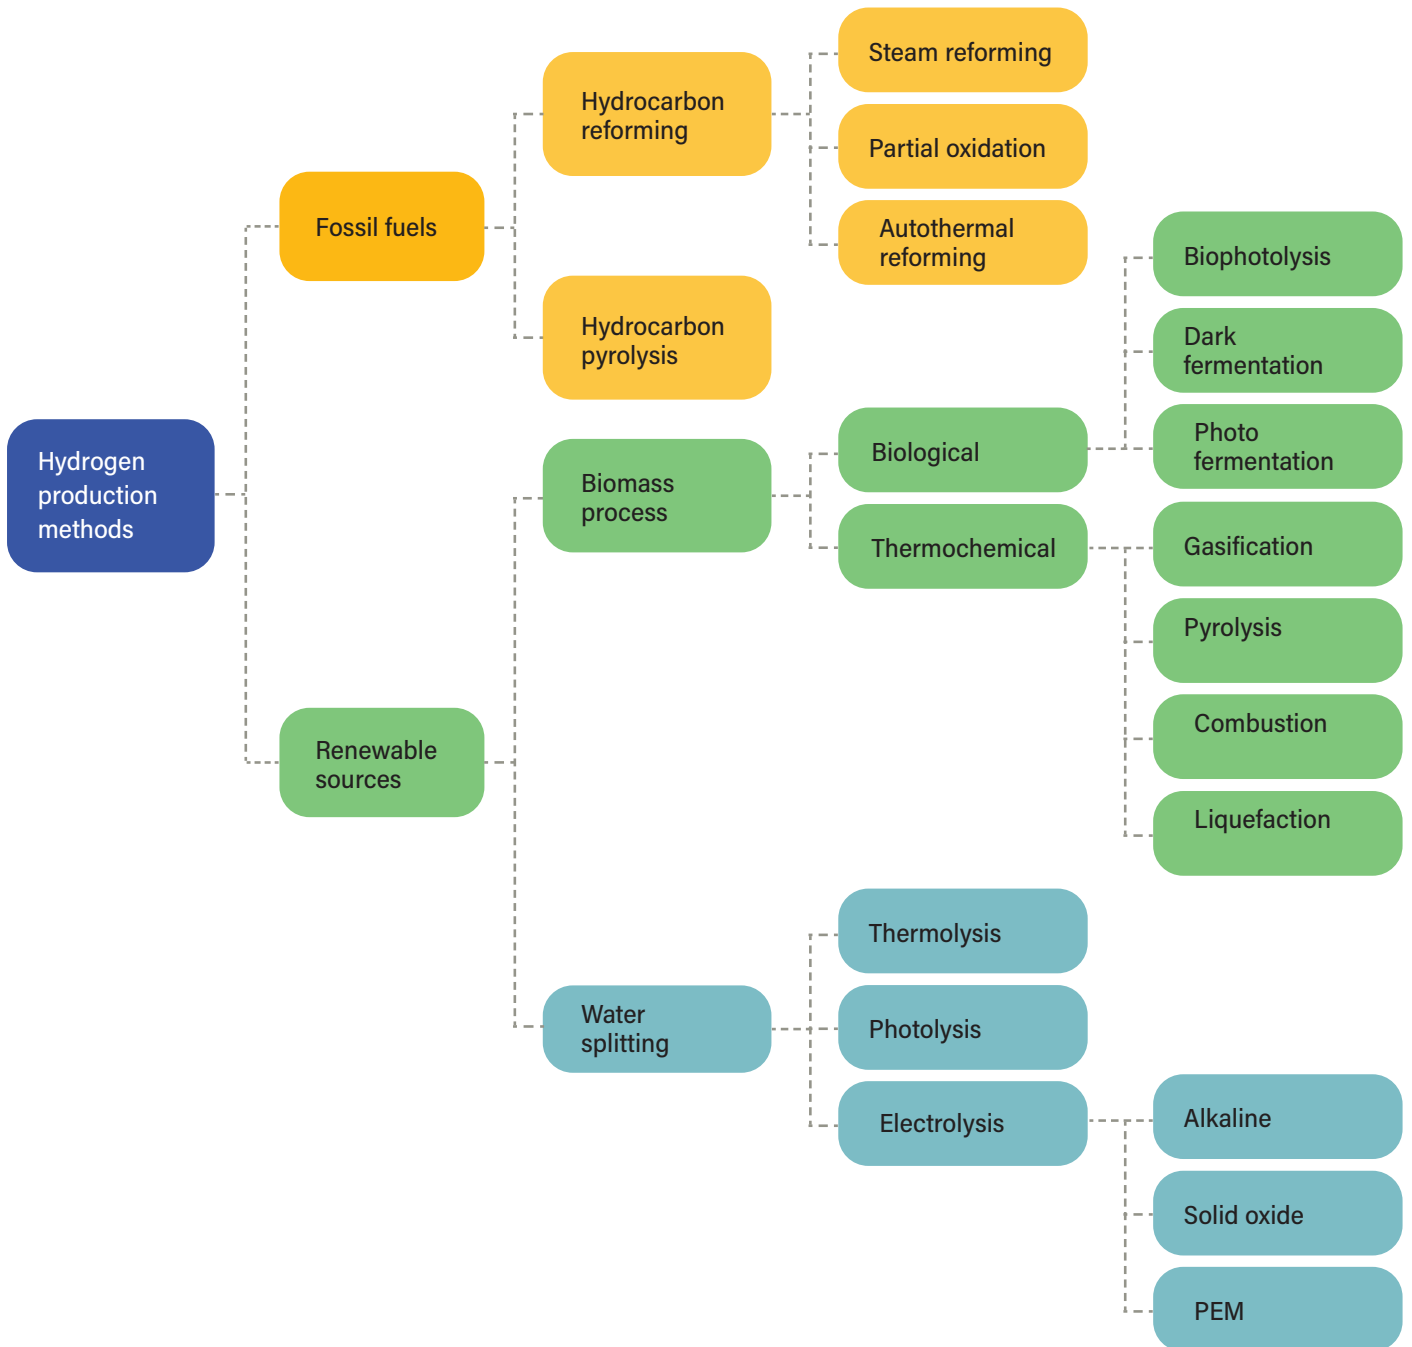 Hydrogen
production
methods
Fossil fuels
Hydrocarbon
reforming
Steam reforming
Partial oxidation
Autothermal
reforming
Hydrocarbon
pyrolysis
Renewable
sources
Biomass
process
Biological
Biophotolysis
Dark
fermentation
Photo
fermentation
Thermochemical
Gasification
Pyrolysis
Combustion
Liquefaction
Water
splitting
Thermolysis
Photolysis
Electrolysis
Alkaline
Solid oxide
PEM